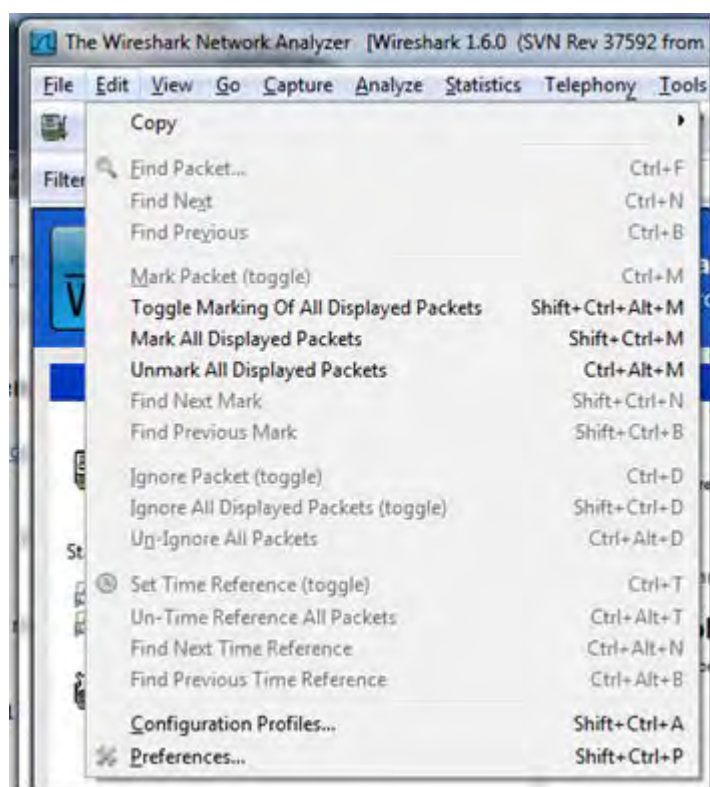 The Wireshark Network Analyzer [Wireshark 1.6.0 (SVN Rev 37592 from
File Edit View Go Capture Analyze Statistics Telephony Tools
Copy
Filter
Find Packet... Ctrl+F
Find Next Ctrl+N
Find Previous Ctrl+B
Mark Packet (toggle) Ctrl+M
Toggle Marking Of All Displayed Packets Shift+Ctrl+Alt+M
Mark All Displayed Packets Shift+Ctrl+M
Unmark All Displayed Packets Ctrl+Alt+M
Find Next Mark Shift+Ctrl+N
Find Previous Mark Shift+Ctrl+B
Ignore Packet (toggle) Ctrl+D
Ignore All Displayed Packets (toggle) Shift+Ctrl+D
Un-Ignore All Packets Ctrl+Alt+D
Set Time Reference (toggle) Ctrl+T
Un-Time Reference All Packets Ctrl+Alt+T
Find Next Time Reference Ctrl+Alt+N
Find Previous Time Reference Ctrl+Alt+B
Configuration Profiles... Shift+Ctrl+A
Preferences... Shift+Ctrl+P